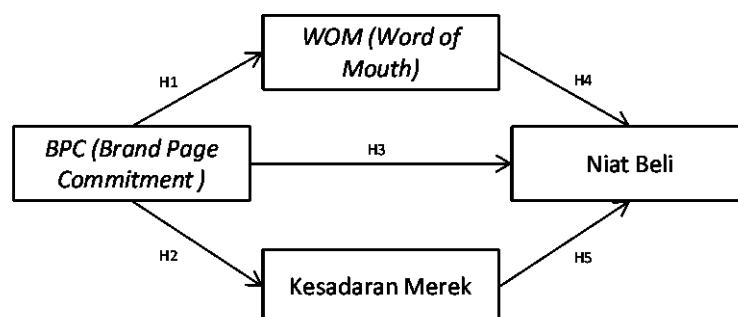 WOM (Word of
Mouth)
H1
H4
BPC (Brand Page
Commitment )
H3
Niat Beli
H2
H5
Kesadaran Merek